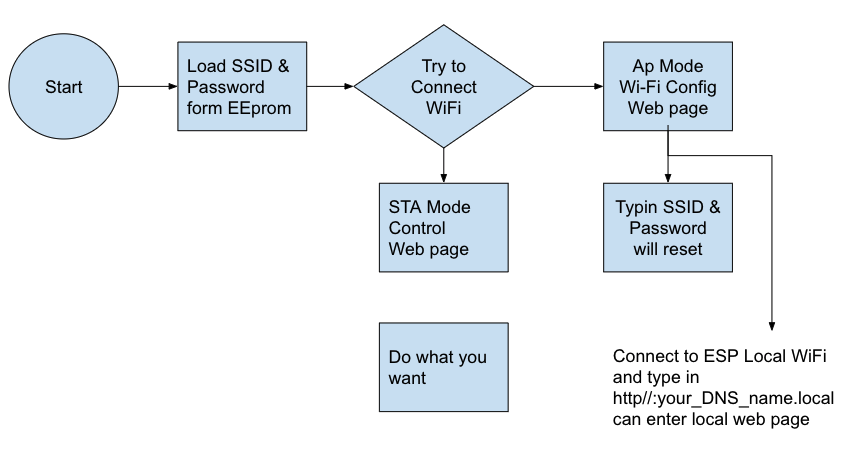 Start
Load SSID &
Password
form EEprom
Try to
Connect
WiFi
Ap Mode
Wi-Fi Config
Web page
STA Mode
Control
Web page
Typin SSID &
Password
will reset
Do what you
want
Connect to ESP Local WiFi
and type in
http//:your_DNS_name.local
can enter local web page